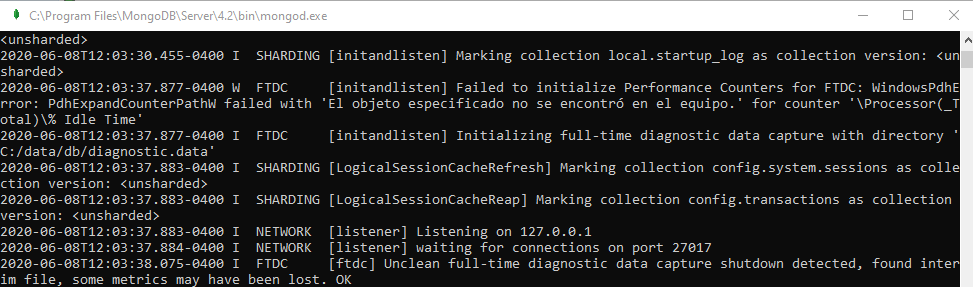 C:\Program Files\MongoDB\Server\4.2\bin\mongod.exe
<unsharded>
2020-06-08T12:03:30.455-0400 I  SHARDING [initandlisten] Marking collection local.startup_log as collection version: <un
sharded>
2020-06-08T12:03:37.877-0400 W  FTDC     [initandlisten] Failed to initialize Performance Counters for FTDC: WindowsPdhE
rror: PdhExpandCounterPathW failed with 'El objeto especificado no se encontró en el equipo.' for counter '\Processor(_T
otal)\% Idle Time'
2020-06-08T12:03:37.877-0400 I  FTDC     [initandlisten] Initializing full-time diagnostic data capture with directory '
C:/data/db/diagnostic.data'
2020-06-08T12:03:37.883-0400 I  SHARDING [LogicalSessionCacheRefresh] Marking collection config.system.sessions as colle
ction version: <unsharded>
2020-06-08T12:03:37.883-0400 I  SHARDING [LogicalSessionCacheReap] Marking collection config.transactions as collection
version: <unsharded>
2020-06-08T12:03:37.883-0400 I  NETWORK  [listener] Listening on 127.0.0.1
2020-06-08T12:03:37.884-0400 I  NETWORK  [listener] waiting for connections on port 27017
2020-06-08T12:03:38.075-0400 I  FTDC     [ftdc] Unclean full-time diagnostic data capture shutdown detected, found inter
im file, some metrics may have been lost. OK